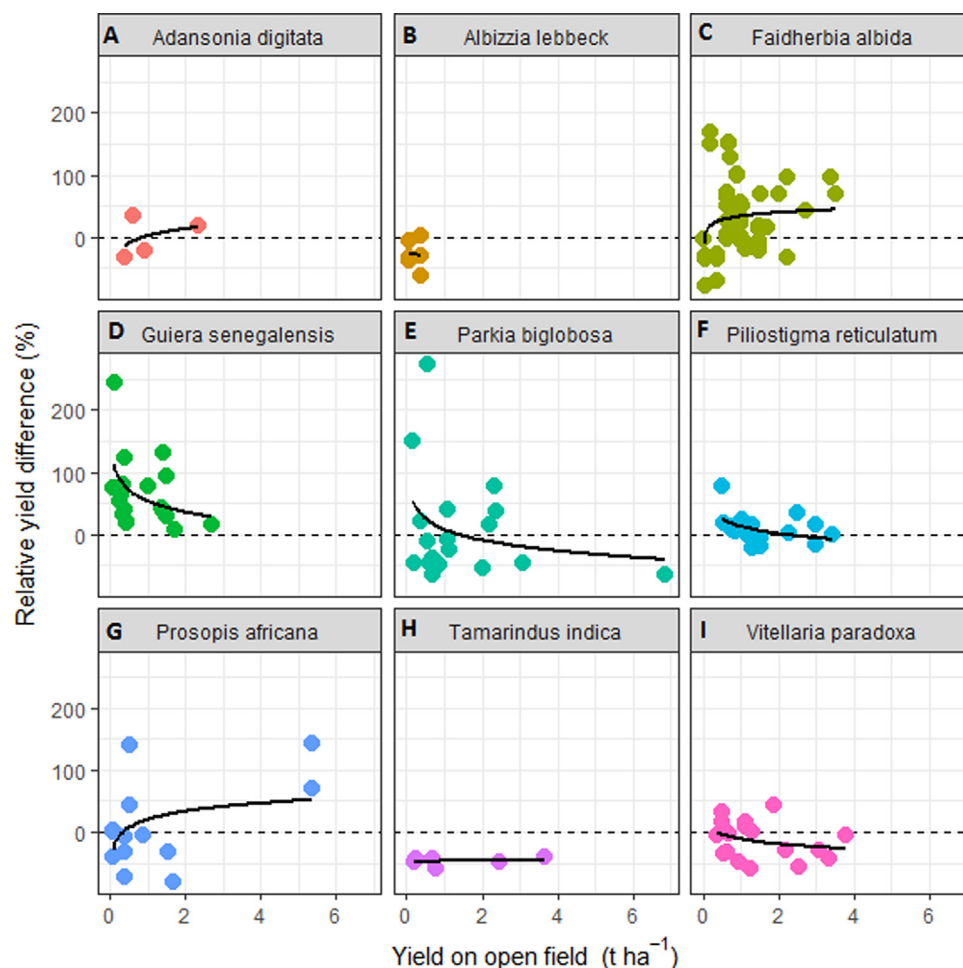 A Adansonia digitata
B Albizzia lebbeck
C Faidherbia albida
200
100
0
D Guiera senegalensis
E Parkia biglobosa
F Piliostigma reticulatum
Relative yield difference (%)
200
100
0
G Prosopis africana
H Tamarindus indica
I Vitellaria paradoxa
200
100
0
0 2 4 6
0 2 4 6
0 2 4 6
Yield on open field (t ha⁻¹)